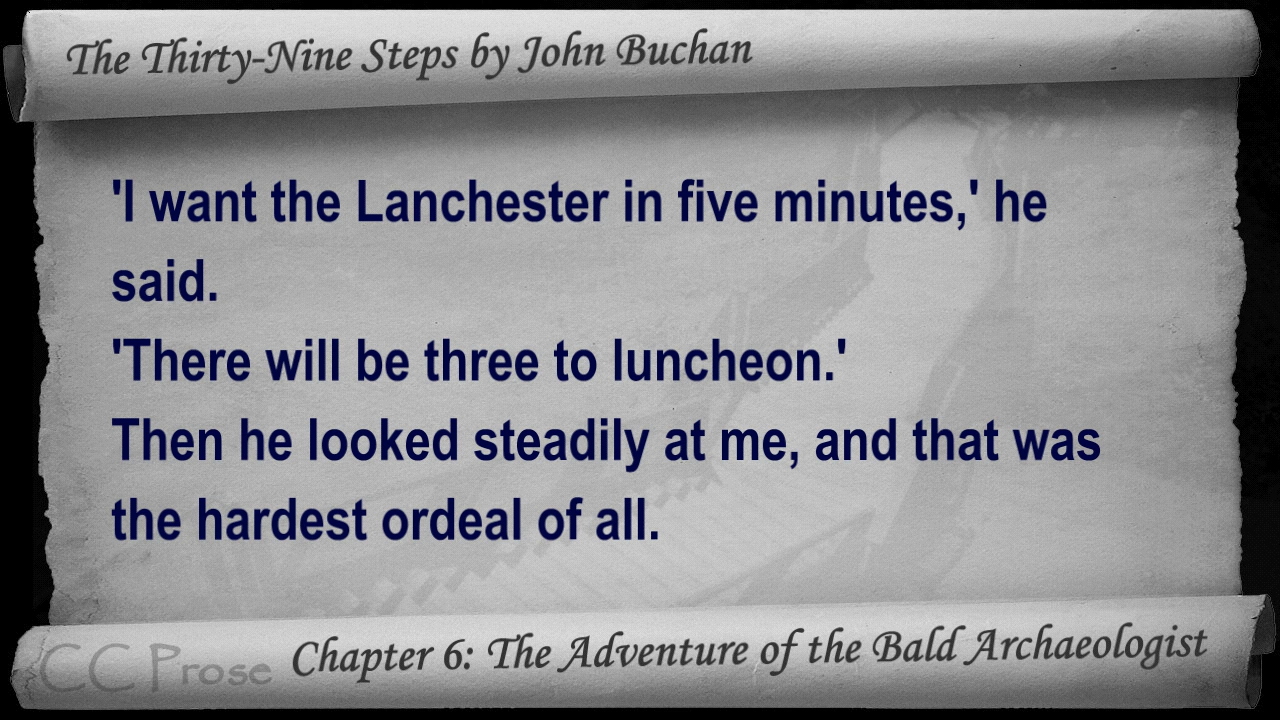 The Thirty-Nine Steps by John Buchan
'I want the Lanchester in five minutes,' he
said.
'There will be three to luncheon.'
Then he looked steadily at me, and that was
the hardest ordeal of all.
CC Prose
Chapter 6: The Adventure of the Bald Archaeologist